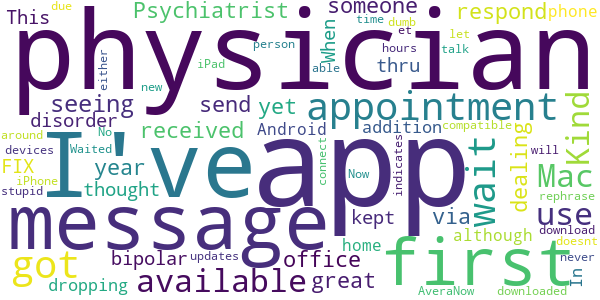 due
This
Psychiatrist
someone
When
time
dumb
et
respond
phone
physician
either
new
iPad
person
hours
let
able
talk
thru
seeing
send
yet
appointment
Kind
disorder
received
Android
addition
compatible
around
No
I've
app
Wait
dealing
devices
FIX
year
Waited
connect
Now
indicates
Mac
will
iPhone
stupid
thought
kept
via
use
rephrase
message
home
although
In
download
doesnt
got
bipolar
office
first
never
dropping
available
great
updates
AveraNow
downloaded